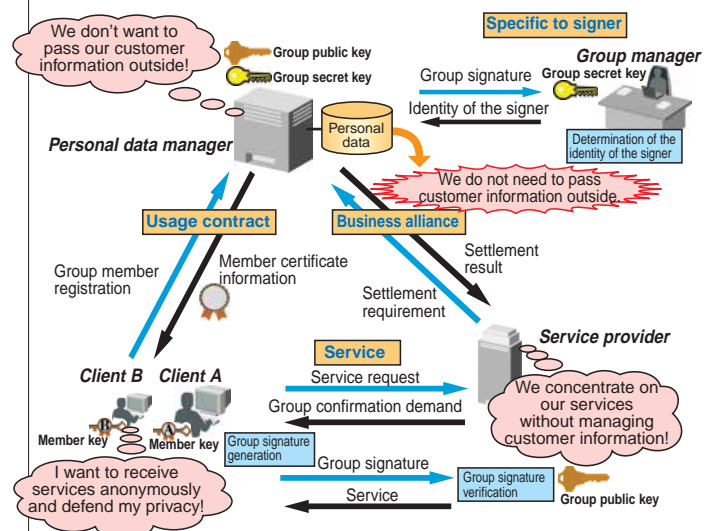 We don't want to
pass our customer
information outside!
Group public key
Group secret key
Personal data manager
Personal
data
Specific to signer
Group manager
Group signature
Group secret key
Identity of the signer
Determination of the
identity of the signer
We do not need to pass
customer information outside.
Usage contract
Business alliance
Group member
registration
Member certificate
information
Settlement
result
Settlement
requirement
Service provider
Service
Client B
Client A
Service request
Group confirmation demand
We concentrate on
our services
without managing
customer information!
B
A
Member key
Member key
Group signature
generation
I want to receive
services anonymously
and defend my privacy!
Group signature
Service
Group signature
verification
Group public key